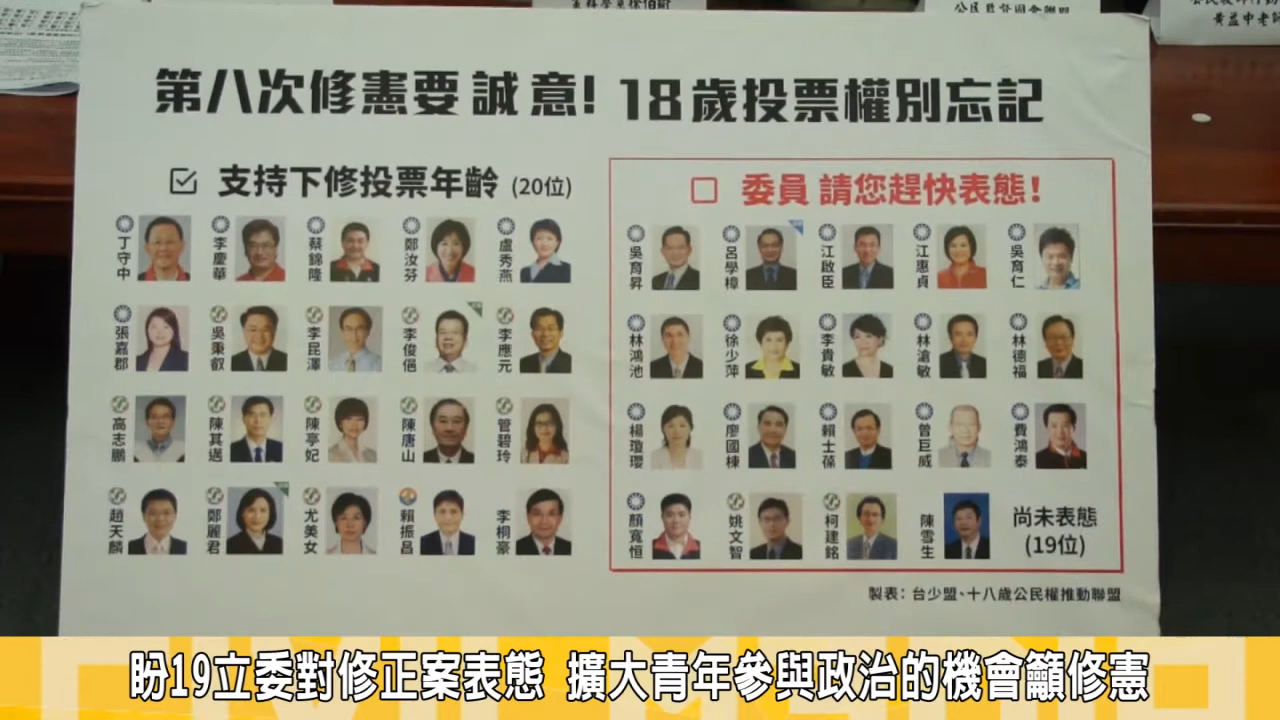 第八次修憲要誠意! 18歲投票權別忘記
支持下修投票年齡 (20位)
丁守中 李慶華 蔡錦隆 鄭汝芬 盧秀燕
張嘉郡 吳秉叡 李昆澤 李俊俋 李應元
高志鵬 陳其邁 陳亭妃 陳唐山 管碧玲
趙天麟 鄭麗君 尤美女 賴振昌 李桐豪
委員 請您趕快表態!
吳育昇 呂學樟 江啟臣 江惠貞 吳育仁
林鴻池 徐少萍 李貴敏 林滄敏 林德福
楊瓊瓔 廖國棟 賴士葆 曾巨威 費鴻泰
顏寬恒 姚文智 柯建銘 陳雪生
尚未表態
(19位)
製表: 台少盟、十八歲公民權推動聯盟
盼19立委對修正案表態 擴大青年參與政治的機會籲修憲